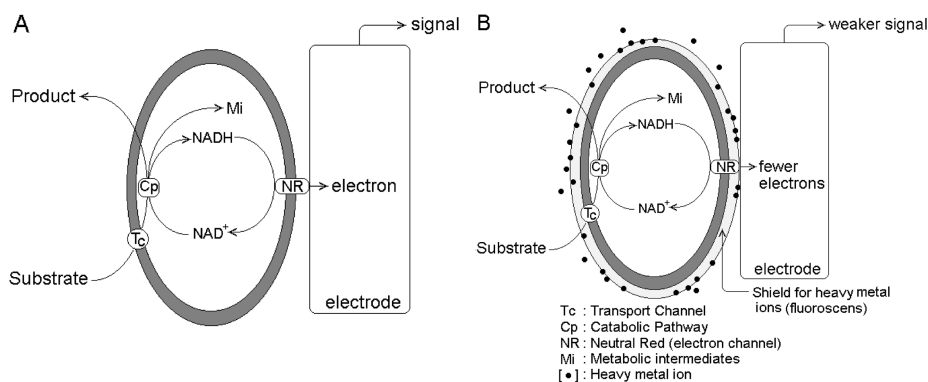 A
signal
Product
Mi
NADH
Cp
NR
electron
NAD+
Tc
Substrate
electrode
B
weaker signal
Product
Mi
NADH
Cp
NR
fewer
electrons
NAD+
Tc
Substrate
electrode
Shield for heavy metal
ions (fluoroscens)
Tc : Transport Channel
Cp : Catabolic Pathway
NR : Neutral Red (electron channel)
Mi : Metabolic intermediates
[•] : Heavy metal ion